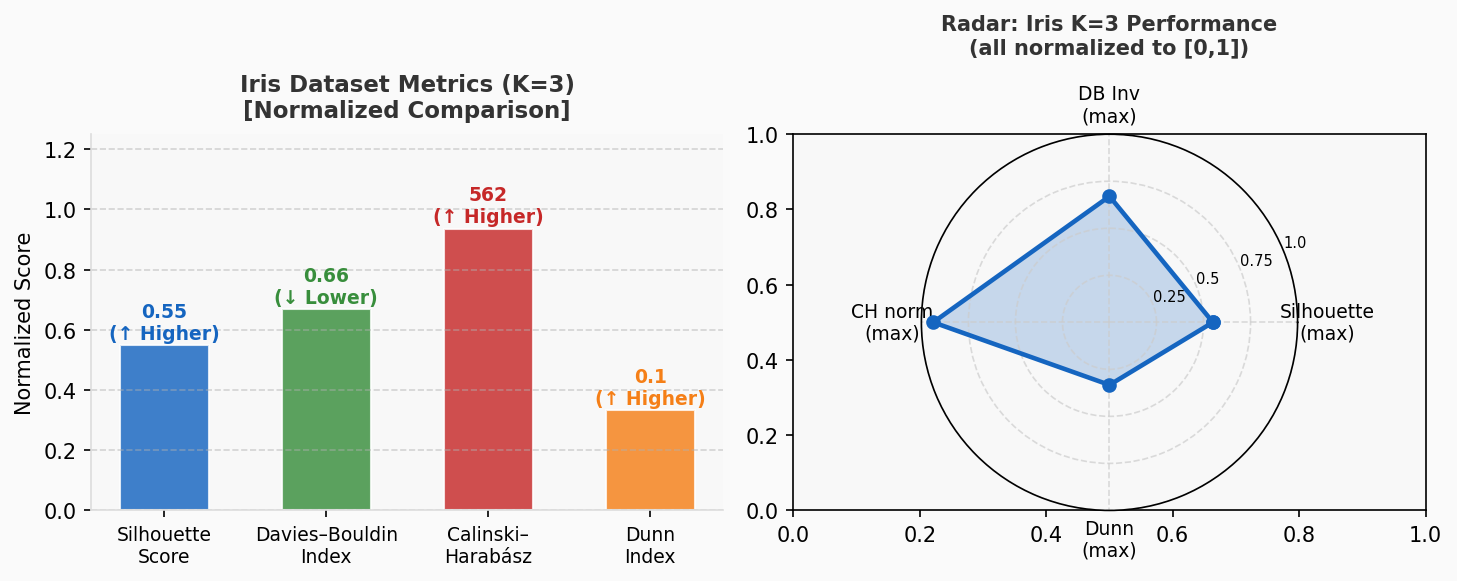 Iris Dataset Metrics (K=3)
[Normalized Comparison]
Normalized Score
1.2
1.0
0.8
0.6
0.4
0.2
0.0
0.55
(↑ Higher)
0.66
(↓ Lower)
562
(↑ Higher)
0.1
(↑ Higher)
Silhouette
Score
Davies–Bouldin
Index
Calinski–
Harabász
Dunn
Index
Radar: Iris K=3 Performance
(all normalized to [0,1])
DB Inv
(max)
1.0
0.8
0.6
0.4
0.2
0.0
CH norm
(max)
Silhouette
(max)
1.0
0.75
0.5
0.25
Dunn
(max)
0.0
0.2
0.4
0.6
0.8
1.0